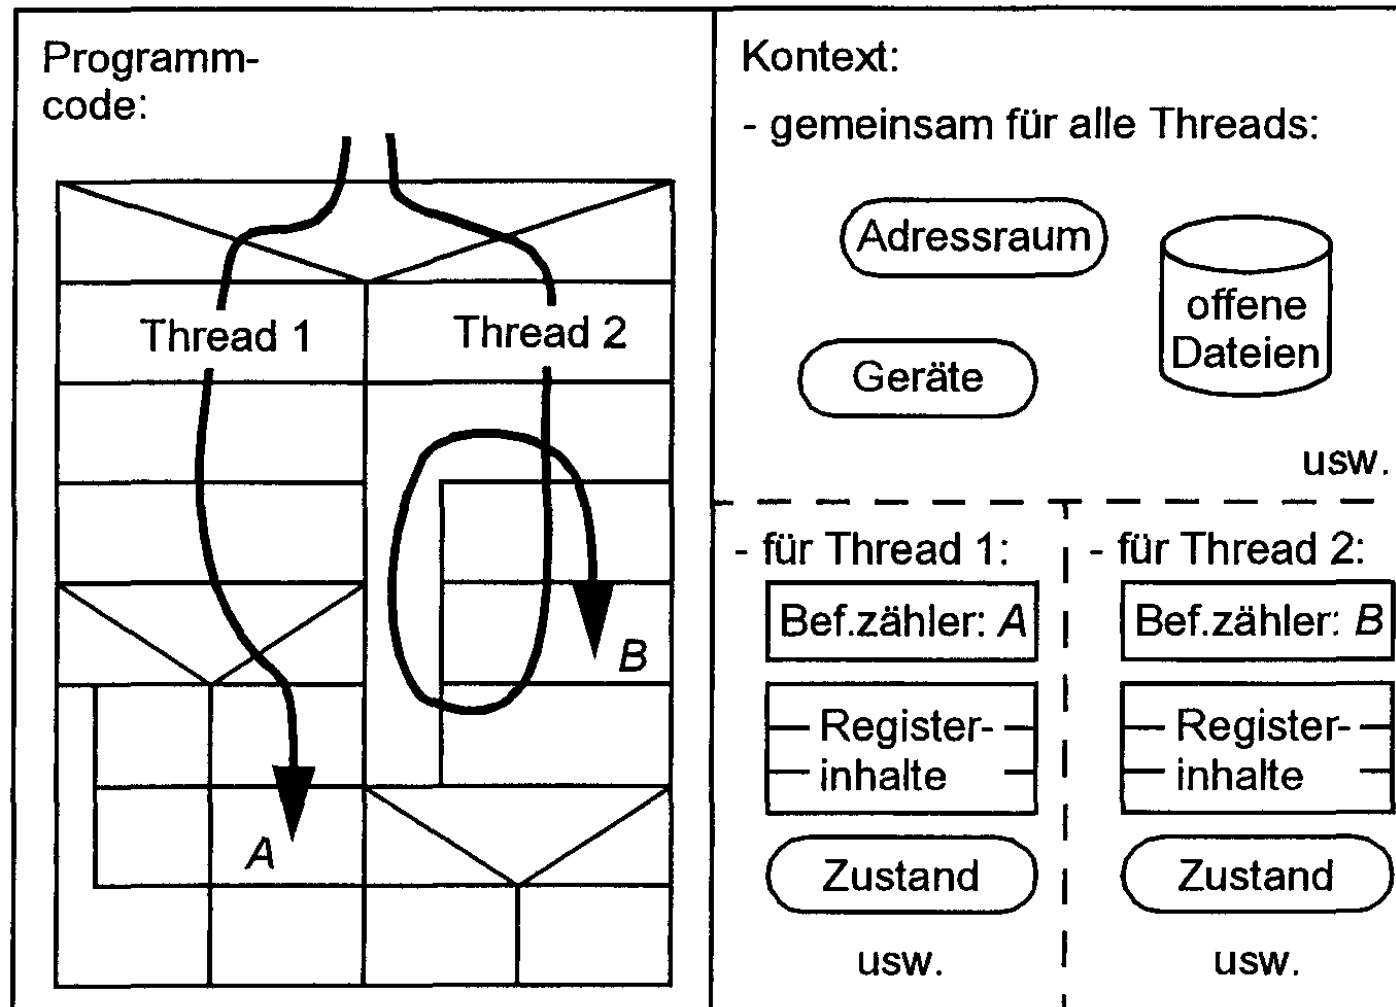 Programm-
code:
Thread 1
Thread 2
A
B
Kontext:
- gemeinsam für alle Threads:
Adressraum
offene
Dateien
Geräte
usw.
- für Thread 1:
Bef.zähler: A
Register-
inhalte
Zustand
usw.
- für Thread 2:
Bef.zähler: B
Register-
inhalte
Zustand
usw.